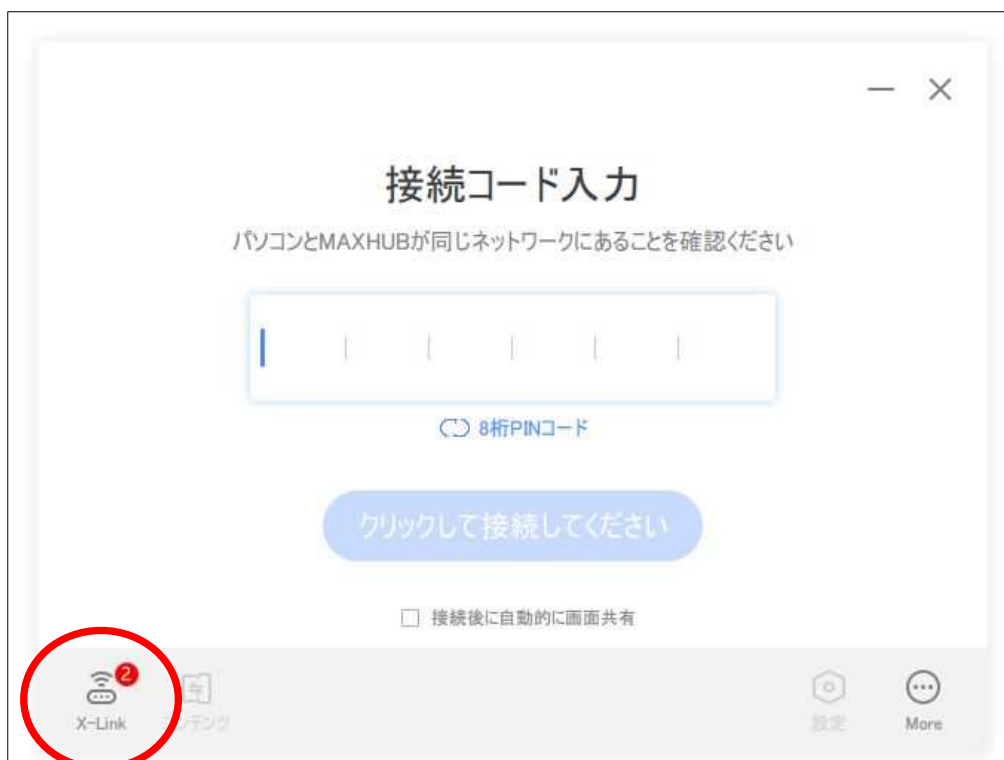 接続コード入力
パソコンとMAXHUBが同じネットワークにあることを確認ください
8桁PINコード
クリックして接続してください
接続後に自動的に画面共有
2
X-Link
設定
More